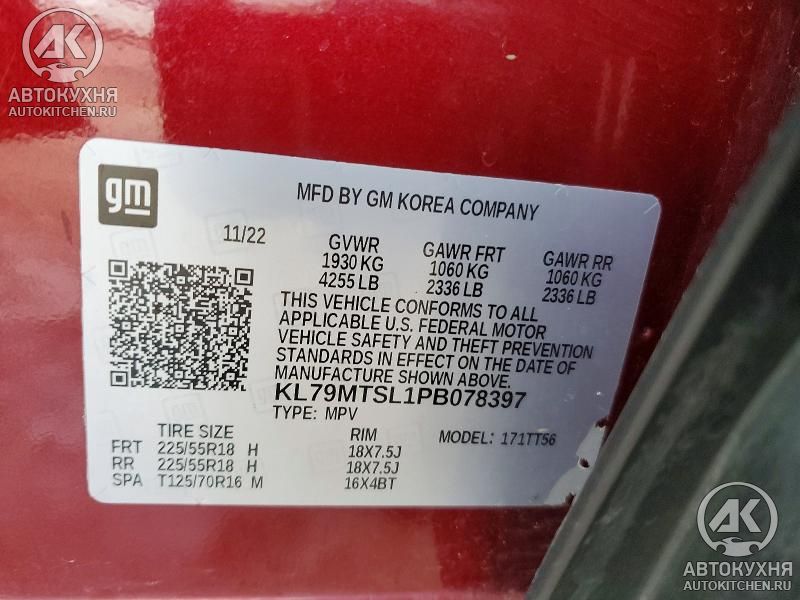 АК
АВТОКУХНЯ
AUTOKITCHEN.RU
gm
MFD BY GM KOREA COMPANY
11/22 GVWR GAWR FRT GAWR RR
1930 KG 1060 KG 1060 KG
4255 LB 2336 LB 2336 LB
THIS VEHICLE CONFORMS TO ALL
APPLICABLE U.S. FEDERAL MOTOR
VEHICLE SAFETY AND THEFT PREVENTION
STANDARDS IN EFFECT ON THE DATE OF
MANUFACTURE SHOWN ABOVE.
KL79MTSL1PB078397
TYPE: MPV
TIRE SIZE RIM MODEL: 171TT56
FRT 225/55R18 H 18X7.5J
RR 225/55R18 H 18X7.5J
SPA T125/70R16 M 16X4BT
АК
АВТОКУХНЯ
AUTOKITCHEN.RU